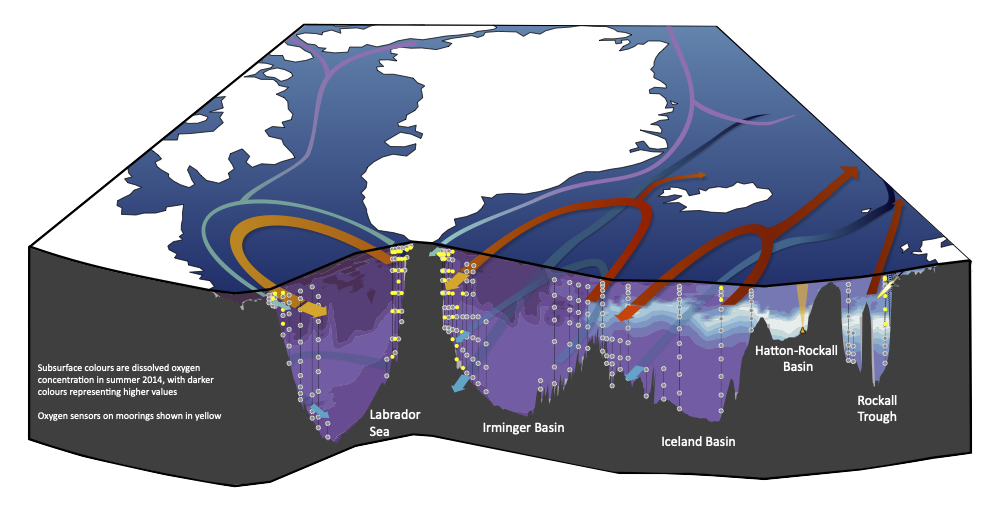 Subsurface colours are dissolved oxygen
concentration in summer 2014, with darker
colours representing higher values
Oxygen sensors on moorings shown in yellow
Labrador
Sea
Irminger Basin
Iceland Basin
Hatton-Rockall
Basin
Rockall
Trough